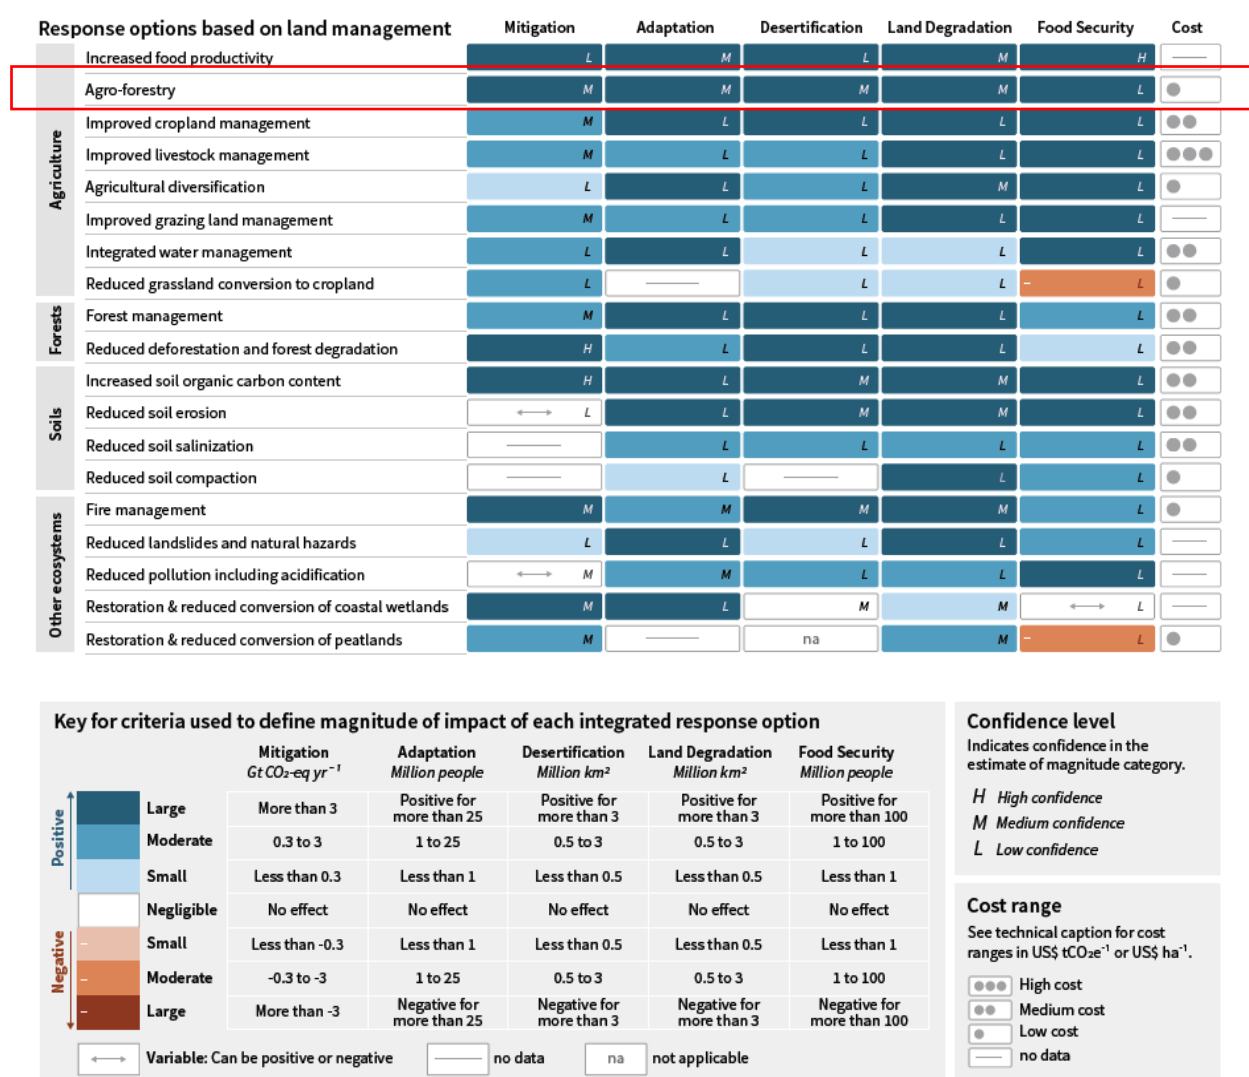 Response options based on land management Mitigation Adaptation Desertification Land Degradation Food Security Cost
Agriculture
Increased food productivity L M L M H
Agro-forestry M M M M L
Improved cropland management M L L L L
Improved livestock management M L L L L
Agricultural diversification L L L M L
Improved grazing land management M L L L L
Integrated water management L L L L L
Reduced grassland conversion to cropland L L L – L
Forests
Forest management M L L L L
Reduced deforestation and forest degradation H L L L L
Soils
Increased soil organic carbon content H L M M L
Reduced soil erosion L L M M L
Reduced soil salinization L L L L
Reduced soil compaction L L L
Other ecosystems
Fire management M M M M L
Reduced landslides and natural hazards L L L L L
Reduced pollution including acidification M M L L L
Restoration & reduced conversion of coastal wetlands M L M M L
Restoration & reduced conversion of peatlands M na M – L
Key for criteria used to define magnitude of impact of each integrated response option
Mitigation Adaptation Desertification Land Degradation Food Security
Gt CO₂-eq yr⁻¹ Million people Million km² Million km² Million people
Positive
Large More than 3 Positive for more than 25 Positive for more than 3 Positive for more than 3 Positive for more than 100
Moderate 0.3 to 3 1 to 25 0.5 to 3 0.5 to 3 1 to 100
Small Less than 0.3 Less than 1 Less than 0.5 Less than 0.5 Less than 1
Negligible No effect No effect No effect No effect No effect
Negative
– Small Less than -0.3 Less than 1 Less than 0.5 Less than 0.5 Less than 1
– Moderate -0.3 to -3 1 to 25 0.5 to 3 0.5 to 3 1 to 100
– Large More than -3 Negative for more than 25 Negative for more than 3 Negative for more than 3 Negative for more than 100
Variable: Can be positive or negative no data na not applicable
Confidence level
Indicates confidence in the
estimate of magnitude category.
H High confidence
M Medium confidence
L Low confidence
Cost range
See technical caption for cost
ranges in US$ tCO₂e⁻¹ or US$ ha⁻¹.
High cost
Medium cost
Low cost
no data